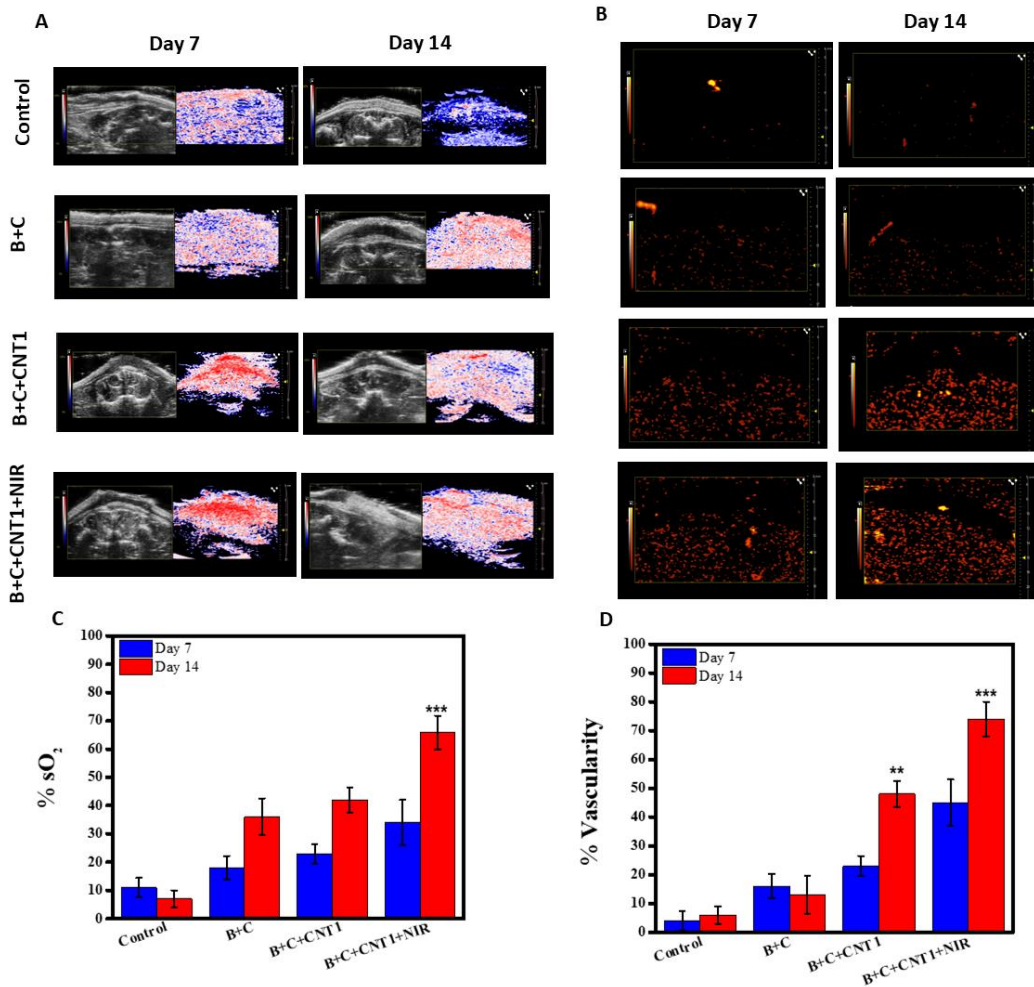 A
Day 7
Day 14
Control
B+C
B+C+CNT1
B+C+CNT1+NIR
B
Day 7
Day 14
C
100
90
80
70
60
50
40
30
20
10
0
% sO₂
Day 7
Day 14
***
Control
B+C
B+C+CNT1
B+C+CNT1+NIR
D
100
90
80
70
60
50
40
30
20
10
0
% Vascularity
Day 7
Day 14
**
***
Control
B+C
B+C+CNT1
B+C+CNT1+NIR